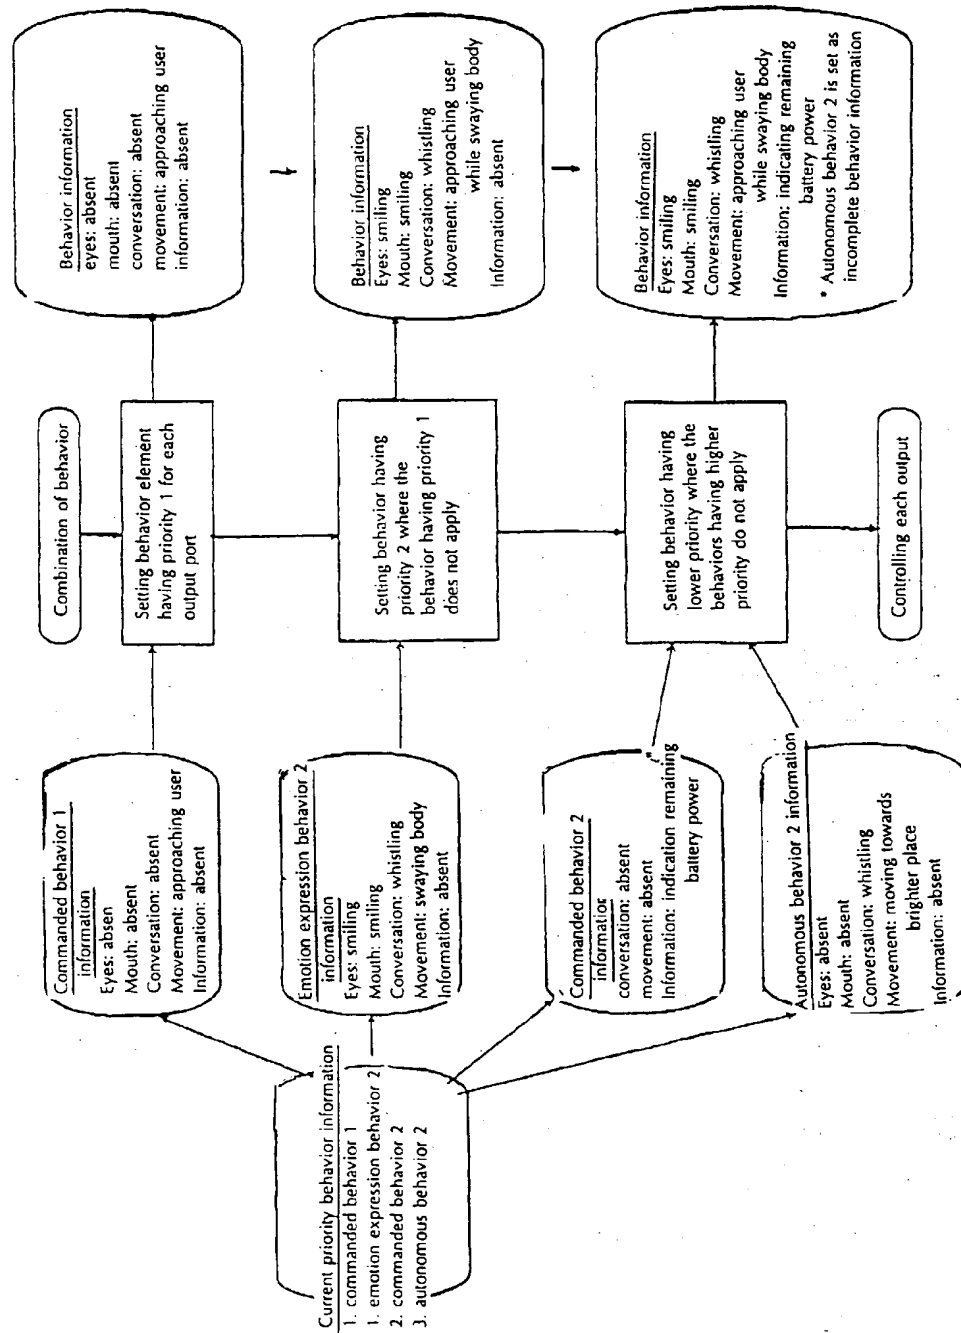 Current priority behavior information
1. commanded behavior 1
1. emotion expression behavior 2
2. commanded behavior 2
3. autonomous behavior 2
Commanded behavior 1
information
Eyes: absen
Mouth: absent
Conversation: absent
Movement: approaching user
Information: absent
Emotion expression behavior 2
information
Eyes: smiling
Mouth: smiling
Conversation: whistling
Movement: swaying body
Information: absent
Commanded behavior 2
informatior
conversation: absent
movement: absent
Information: indication remaining
battery power
Autonomous behavior 2 information
Eyes: absent
Mouth: absent
Conversation: whistling
Movement: moving towards
brighter place
Information: absent
Combination of behavior
Setting behavior element
having priority 1 for each
output port
Setting behavior having
priority 2 where the
behavior having priority 1
does not apply
Setting behavior having
lower priority where the
behaviors having higher
priority do not apply
Controlling each output
Behavior information
eyes: absent
mouth: absent
conversation: absent
movement: approaching user
information: absent
Behavior information
Eyes: smiling
Mouth: smiling
Conversation: whistling
Movement: approaching user
while swaying body
Information: absent
Behavior information
Eyes: smiling
Mouth: smiling
Conversation: whistling
Movement: approaching user
while swaying body
Information: indicating remaining
battery power
* Autonomous behavior 2 is set as
incomplete behavior information